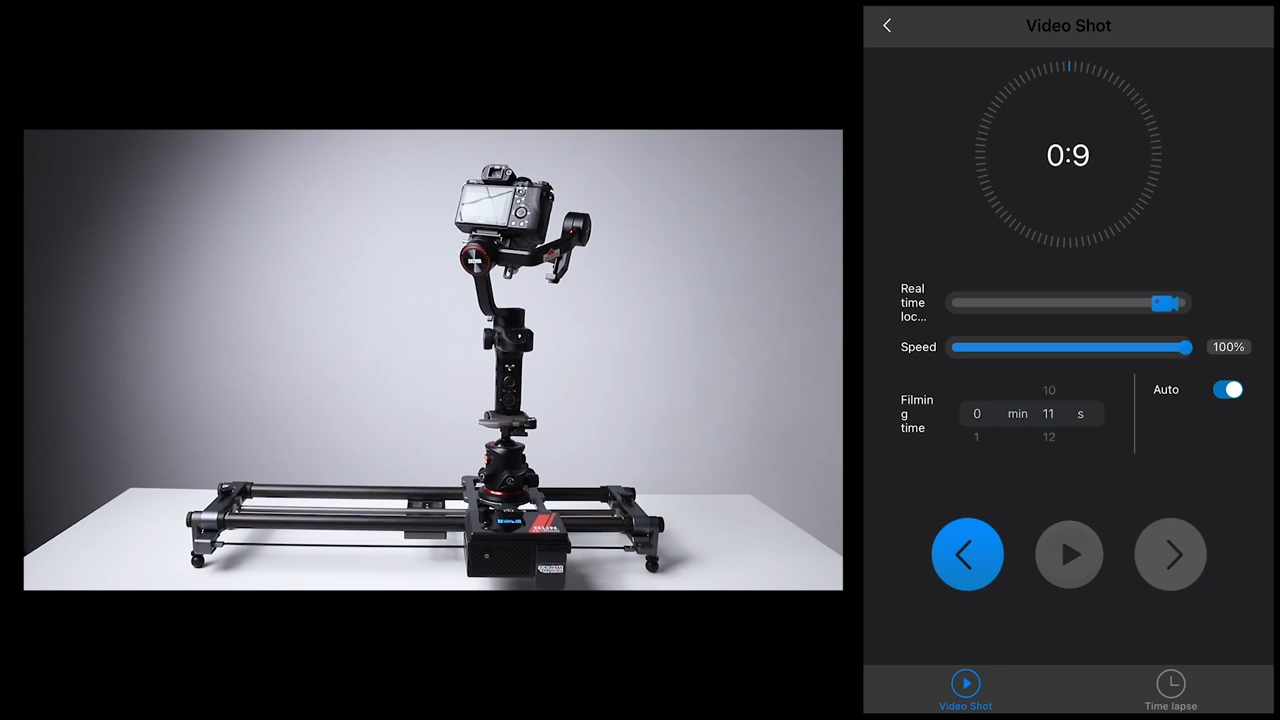 Video Shot
0:9
Real
time
loc...
Speed
100%
10
Auto
Filmin
g
time
0 min 11 s
1 12
Video Shot
Time lapse